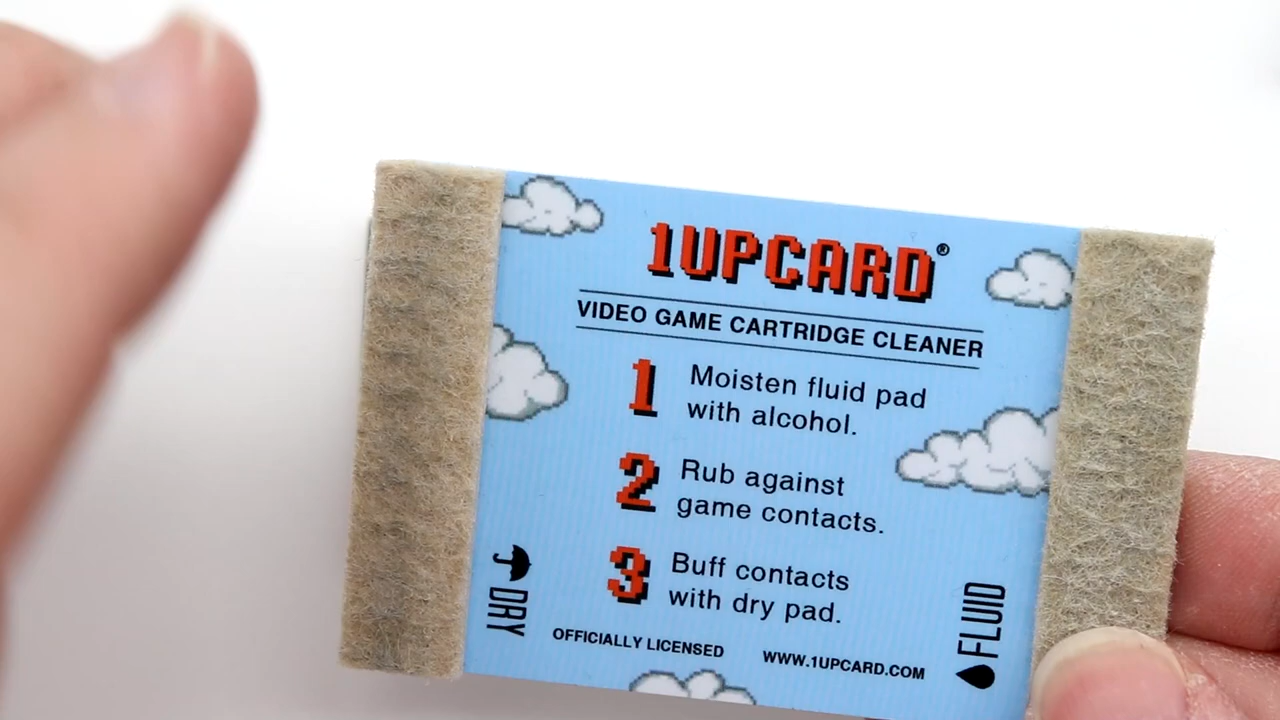 1UPCARD®
VIDEO GAME CARTRIDGE CLEANER
1 Moisten fluid pad
with alcohol.
2 Rub against
game contacts.
3 Buff contacts
with dry pad.
DRY
FLUID
OFFICIALLY LICENSED
WWW.1UPCARD.COM